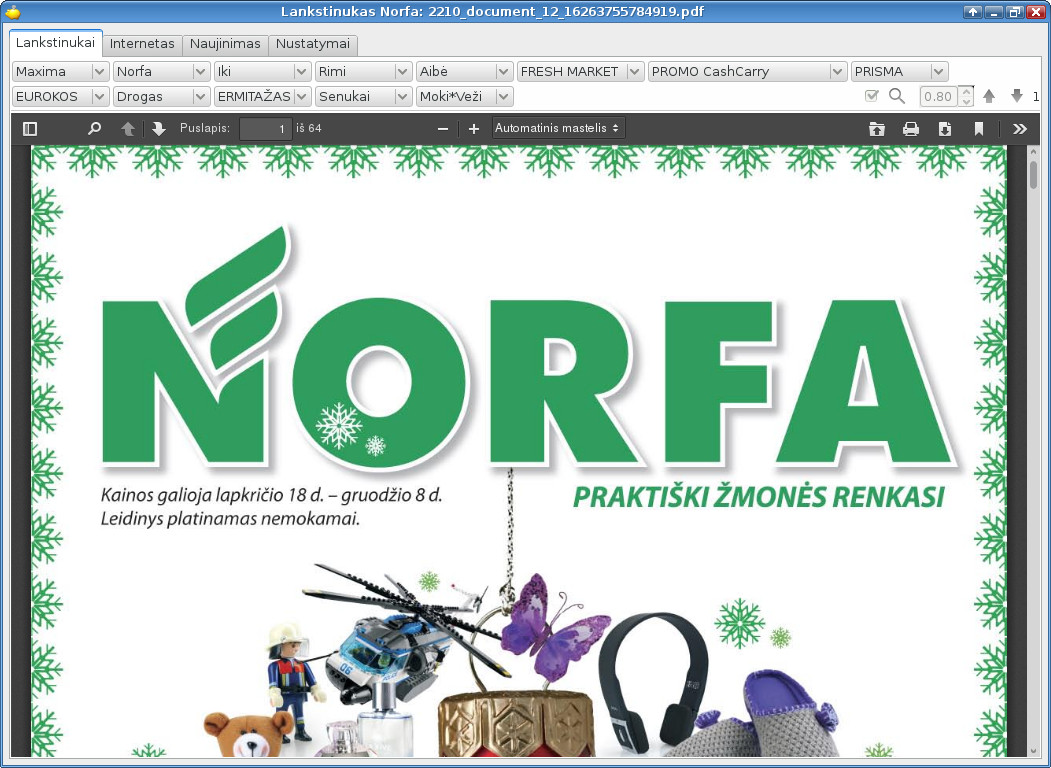 Lankstinukas Norfa: 2210_document_12_16263755784919.pdf
Lankstinukai Internetas Naujinimas Nustatymai
Maxima Norfa Iki Rimi Aibė FRESH MARKET PROMO CashCarry PRISMA
EUROKOS Drogas ERMITAŽAS Senukai Moki*Veži 0.80 1
Puslapis: 1 iš 64 Automatinis mastelis
NORFA
Kainos galioja lapkričio 18 d. – gruodžio 8 d.
Leidinys platinamas nemokamai.
PRAKTIŠKI ŽMONĖS RENKASI
06